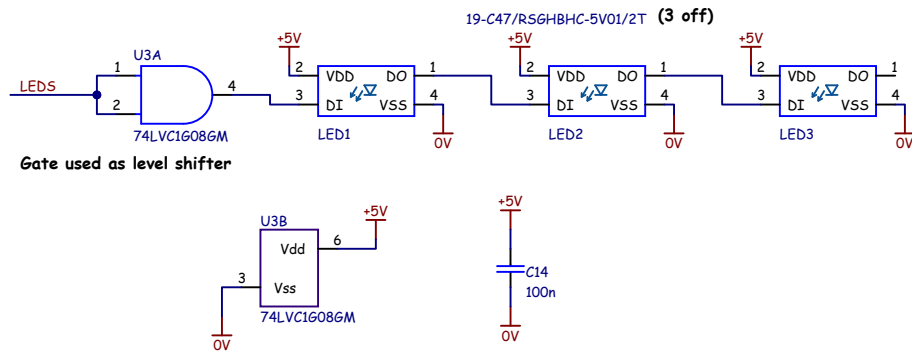 19-C47/RSGHBHC-5V01/2T (3 off)
+5V +5V +5V
U3A
LEDS
1
2
4
74LVC1G08GM
2 VDD DO 1
3 DI VSS 4
LED1
0V
2 VDD DO 1
3 DI VSS 4
LED2
0V
2 VDD DO 1
3 DI VSS 4
LED3
0V
Gate used as level shifter
U3B
+5V
Vdd 6
3 Vss
74LVC1G08GM
0V
+5V
C14
100n
0V